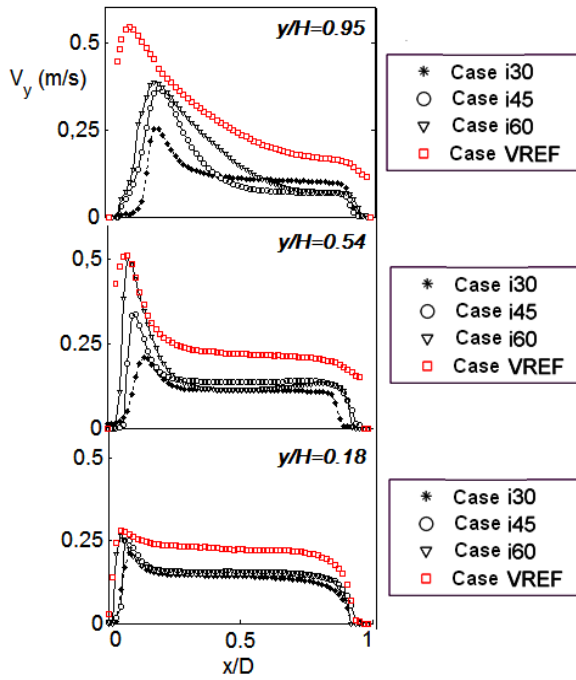 y/H=0.95
0.5
V_y (m/s)
0,25
0
Case i30
Case i45
Case i60
Case VREF
y/H=0.54
0,5
0.25
0
Case i30
Case i45
Case i60
Case VREF
y/H=0.18
0.5
0.25
0
0 0.5 1
x/D
Case i30
Case i45
Case i60
Case VREF